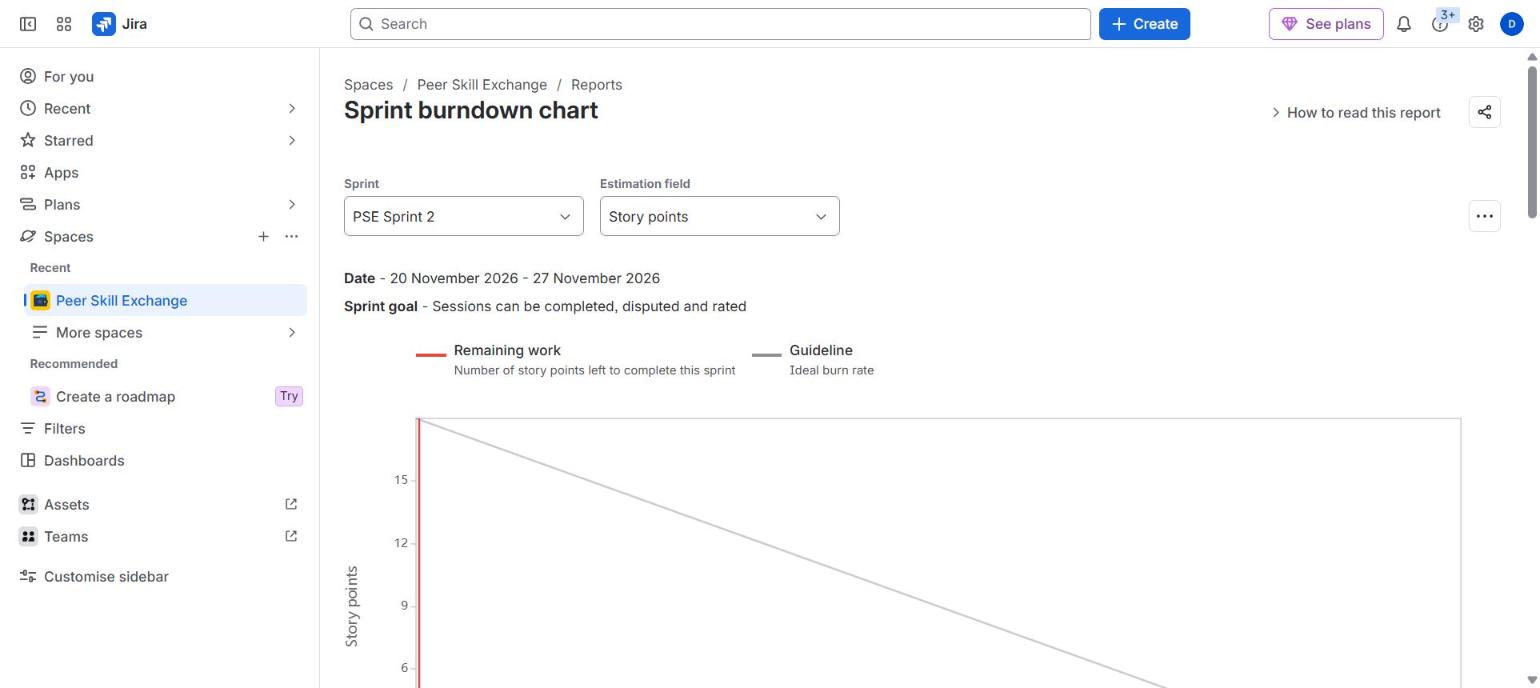 Jira
Search
Create
See plans
3+
D
For you
Recent
Starred
Apps
Plans
Spaces
Recent
Peer Skill Exchange
More spaces
Recommended
Create a roadmap Try
Filters
Dashboards
Assets
Teams
Customise sidebar
Spaces / Peer Skill Exchange / Reports
Sprint burndown chart
How to read this report
Sprint Estimation field
PSE Sprint 2 Story points
Date - 20 November 2026 - 27 November 2026
Sprint goal - Sessions can be completed, disputed and rated
Remaining work Guideline
Number of story points left to complete this sprint Ideal burn rate
15
12
9
6
Story points